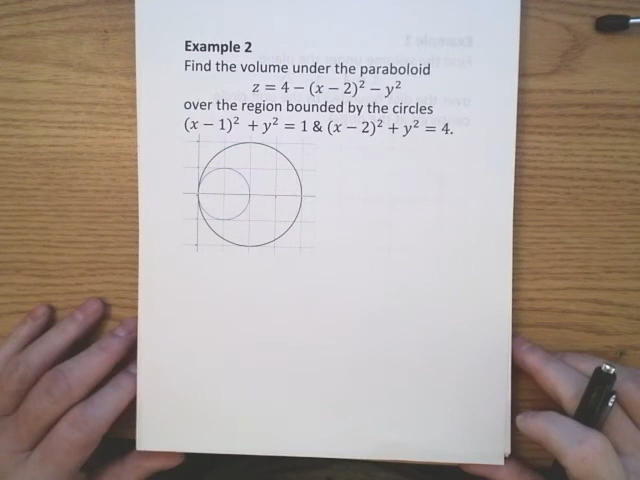 Example 2
Find the volume under the paraboloid
z = 4 − (x − 2)² − y²
over the region bounded by the circles
(x − 1)² + y² = 1 & (x − 2)² + y² = 4.